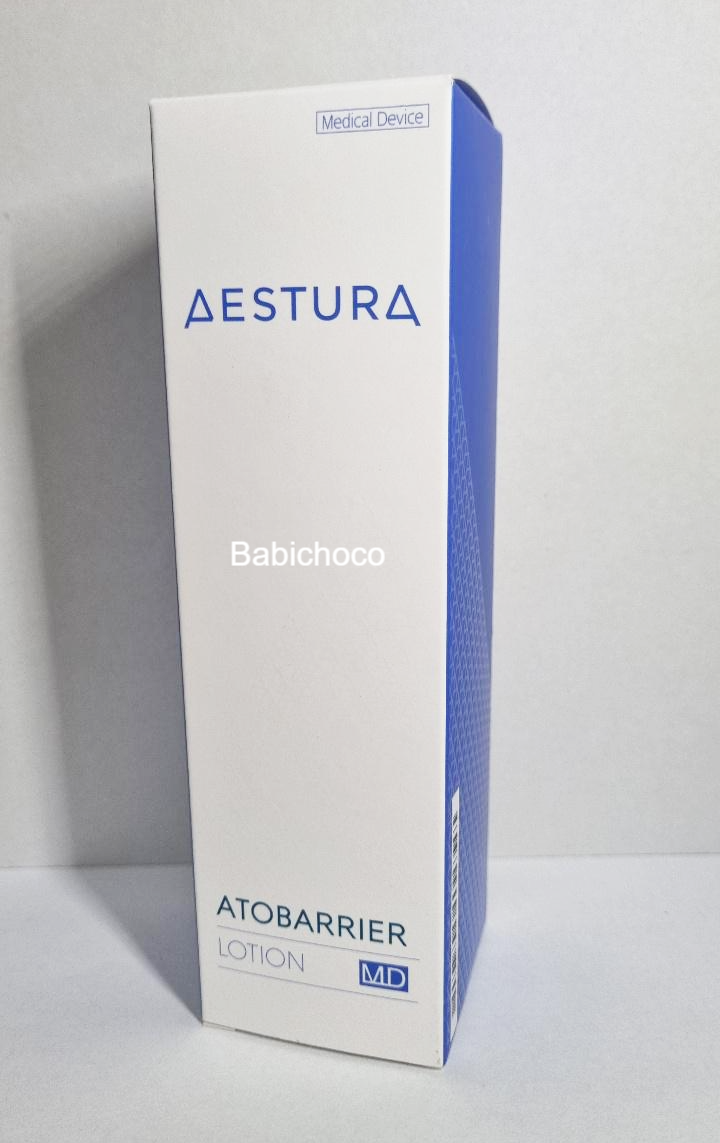 Medical Device
AESTURA
Babichoco
ATOBARRIER
LOTION
MD